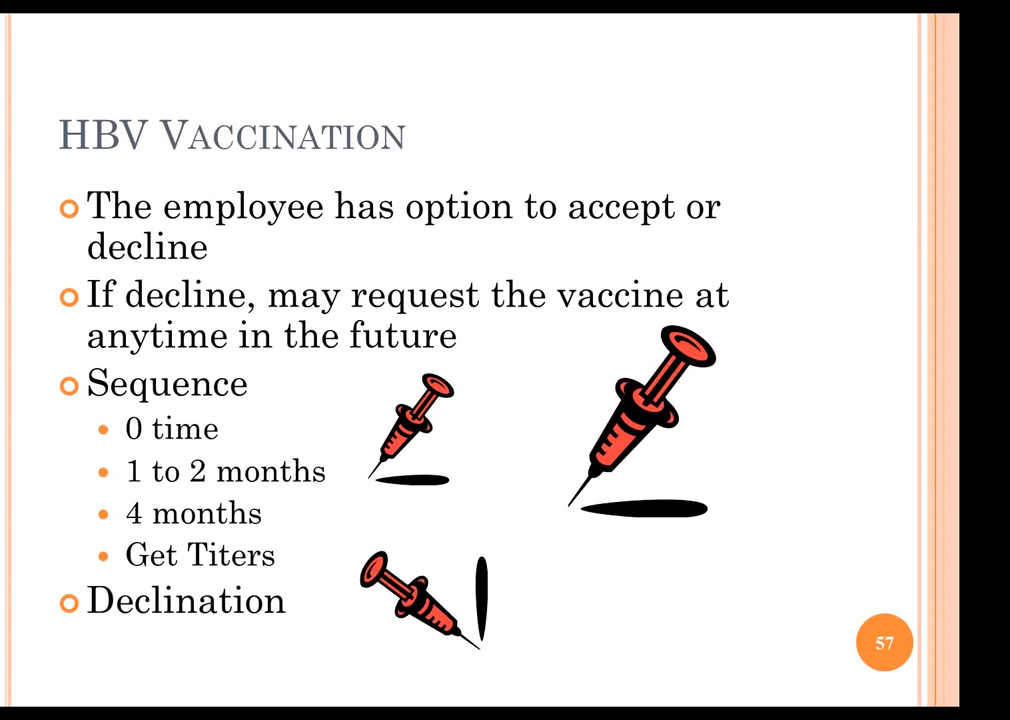 HBV VACCINATION
The employee has option to accept or
decline
If decline, may request the vaccine at
anytime in the future
Sequence
0 time
1 to 2 months
4 months
Get Titers
Declination
57